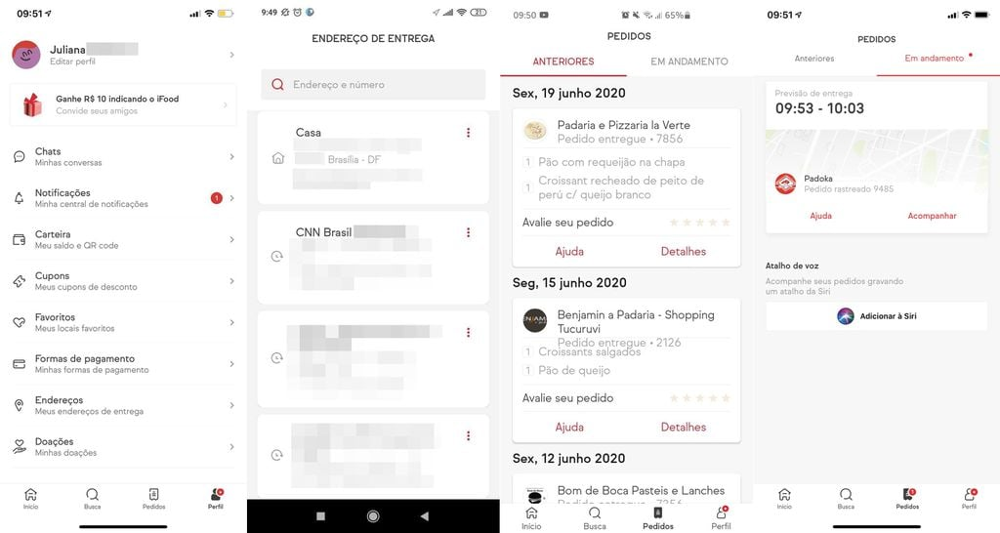 09:51
Juliana
Editar perfil
Ganhe R$ 10 indicando o iFood
Convide seus amigos
Chats
Minhas conversas
Notificações
Minha central de notificações
1
Carteira
Meu saldo e QR code
Cupons
Meus cupons de desconto
Favoritos
Meus locais favoritos
Formas de pagamento
Minhas formas de pagamento
Endereços
Meus endereços de entrega
Doações
Minhas doações
Início
Busca
Pedidos
Perfil
9:49
21
ENDEREÇO DE ENTREGA
Endereço e número
Casa
Brasília - DF
CNN Brasil
09:50
65%
PEDIDOS
ANTERIORES
EM ANDAMENTO
Sex, 19 junho 2020
Padaria e Pizzaria la Verte
Pedido entregue • 7856
1 Pão com requeijão na chapa
1 Croissant recheado de peito de
perú c/ queijo branco
Avalie seu pedido
Ajuda
Detalhes
Seg, 15 junho 2020
Benjamin a Padaria - Shopping
Tucuruvi
Pedido entregue • 2126
1 Croissants salgados
1 Pão de queijo
Avalie seu pedido
Ajuda
Detalhes
Sex, 12 junho 2020
Bom de Boca Pasteis e Lanches
Início
Busca
Pedidos
Perfil
09:51
PEDIDOS
Anteriores
Em andamento
Previsão de entrega
09:53 - 10:03
Padoka
Pedido rastreado 9485
Ajuda
Acompanhar
Atalho de voz
Acompanhe seus pedidos gravando
um atalho da Siri
Adicionar à Siri
Início
Busca
1
Pedidos
Perfil